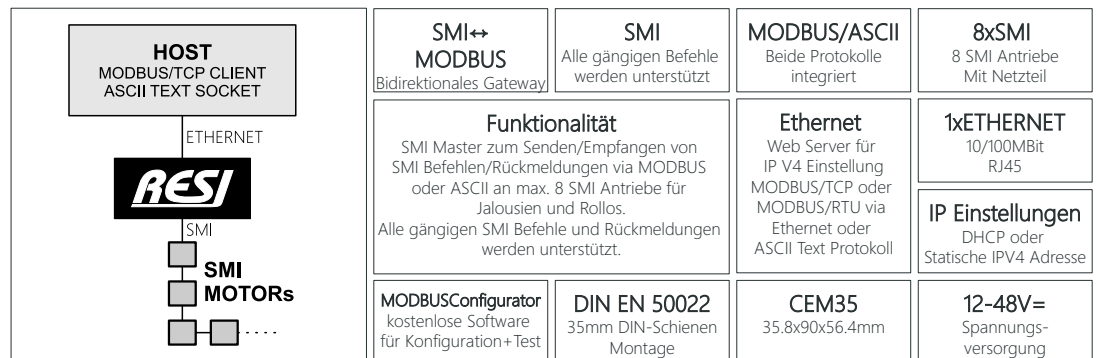 HOST
MODBUS/TCP CLIENT
ASCII TEXT SOCKET
ETHERNET
RESI
SMI
SMI
MOTORs
SMI↔
MODBUS
Bidirektionales Gateway
SMI
Alle gängigen Befehle
werden unterstützt
MODBUS/ASCII
Beide Protokolle
integriert
8xSMI
8 SMI Antriebe
Mit Netzteil
Funktionalität
SMI Master zum Senden/Empfangen von
SMI Befehlen/Rückmeldungen via MODBUS
oder ASCII an max. 8 SMI Antriebe für
Jalousien und Rollos.
Alle gängigen SMI Befehle und Rückmeldungen
werden unterstützt.
Ethernet
Web Server für
IP V4 Einstellung
MODBUS/TCP oder
MODBUS/RTU via
Ethernet oder
ASCII Text Protokoll
1xETHERNET
10/100MBit
RJ45
IP Einstellungen
DHCP oder
Statische IPV4 Adresse
MODBUSConfigurator
kostenlose Software
für Konfiguration+Test
DIN EN 50022
35mm DIN-Schienen
Montage
CEM35
35.8x90x56.4mm
12-48V=
Spannungs-
versorgung